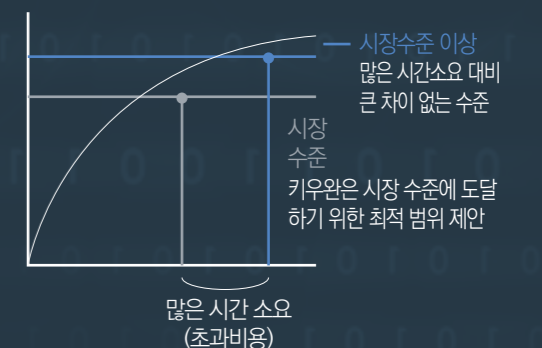 시장수준 이상
많은 시간소요 대비
큰 차이 없는 수준
시장
수준
키우완은 시장 수준에 도달
하기 위한 최적 범위 제안
많은 시간 소요
(초과비용)